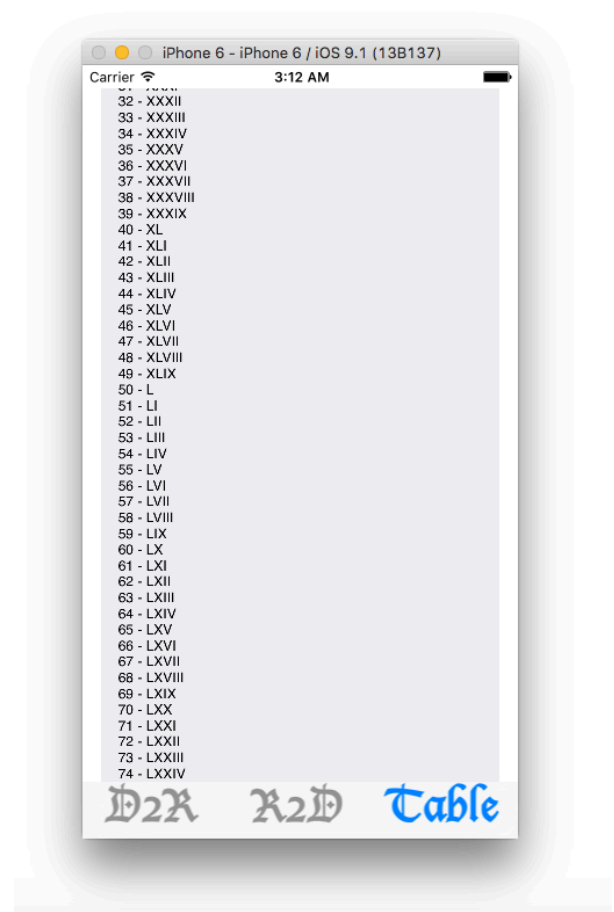 iPhone 6 - iPhone 6 / iOS 9.1 (13B137)
Carrier 3:12 AM
31 - XXXI
32 - XXXII
33 - XXXIII
34 - XXXIV
35 - XXXV
36 - XXXVI
37 - XXXVII
38 - XXXVIII
39 - XXXIX
40 - XL
41 - XLI
42 - XLII
43 - XLIII
44 - XLIV
45 - XLV
46 - XLVI
47 - XLVII
48 - XLVIII
49 - XLIX
50 - L
51 - LI
52 - LII
53 - LIII
54 - LIV
55 - LV
56 - LVI
57 - LVII
58 - LVIII
59 - LIX
60 - LX
61 - LXI
62 - LXII
63 - LXIII
64 - LXIV
65 - LXV
66 - LXVI
67 - LXVII
68 - LXVIII
69 - LXIX
70 - LXX
71 - LXXI
72 - LXXII
73 - LXXIII
74 - LXXIV
D2R R2D Table